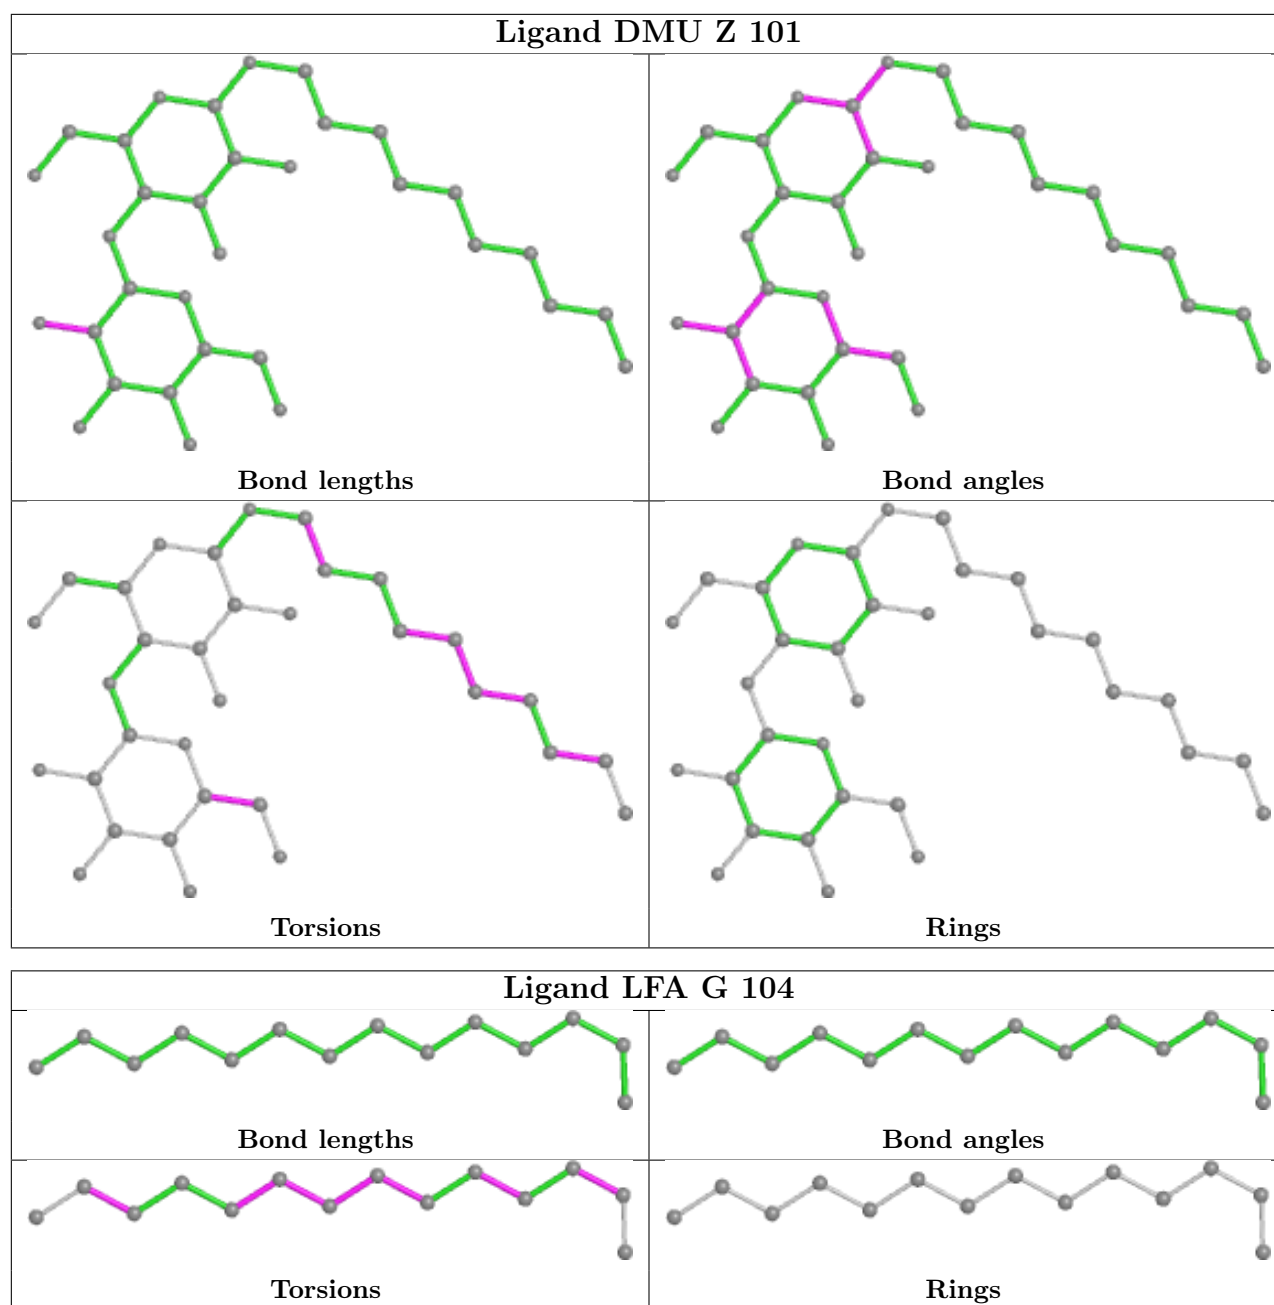 Ligand DMU Z 101
Bond lengths
Bond angles
Torsions
Rings
Ligand LFA G 104
Bond lengths
Bond angles
Torsions
Rings